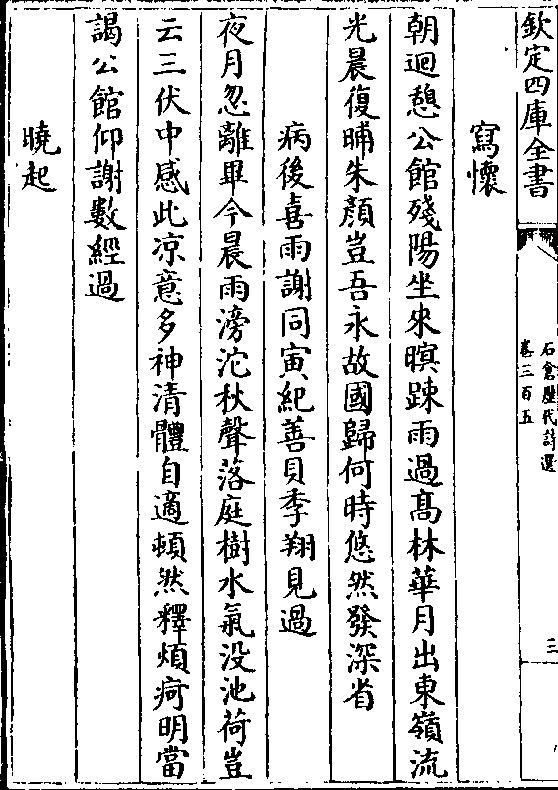 欽定四庫全書
石倉歷代詩選
卷三百五
三
寫懷
朝迴憩公館殘陽坐來暝踈雨過髙林華月出東嶺流
光晨復晡朱顔豈吾永故國歸何時悠然發深省
病後喜雨謝同寅紀善貝季翔見過
夜月忽離畢今晨雨滂沱秋聲落庭樹水氣没池荷豈
云三伏中感此凉意多神清體自適頓然釋煩疴明當
謁公館仰謝數經過
曉起